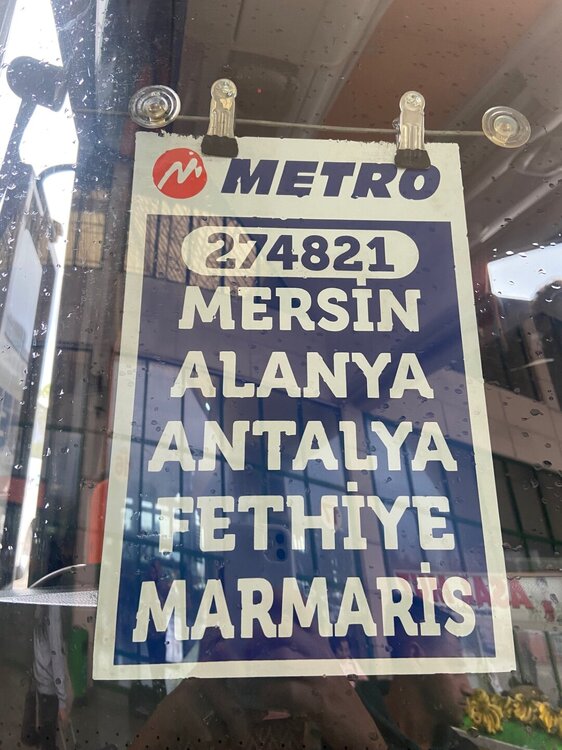 METRO
274821
MERSİN
ALANYA
ANTALYA
FETHİYE
MARMARİS